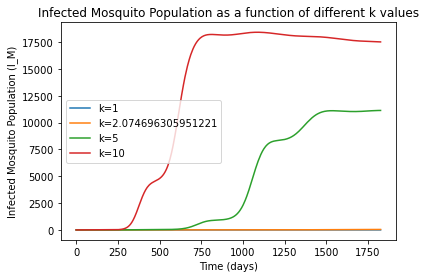 Infected Mosquito Population as a function of different k values
Infected Mosquito Population (I_M)
17500
15000
12500
10000
7500
5000
2500
0
k=1
k=2.074696305951221
k=5
k=10
0 250 500 750 1000 1250 1500 1750
Time (days)